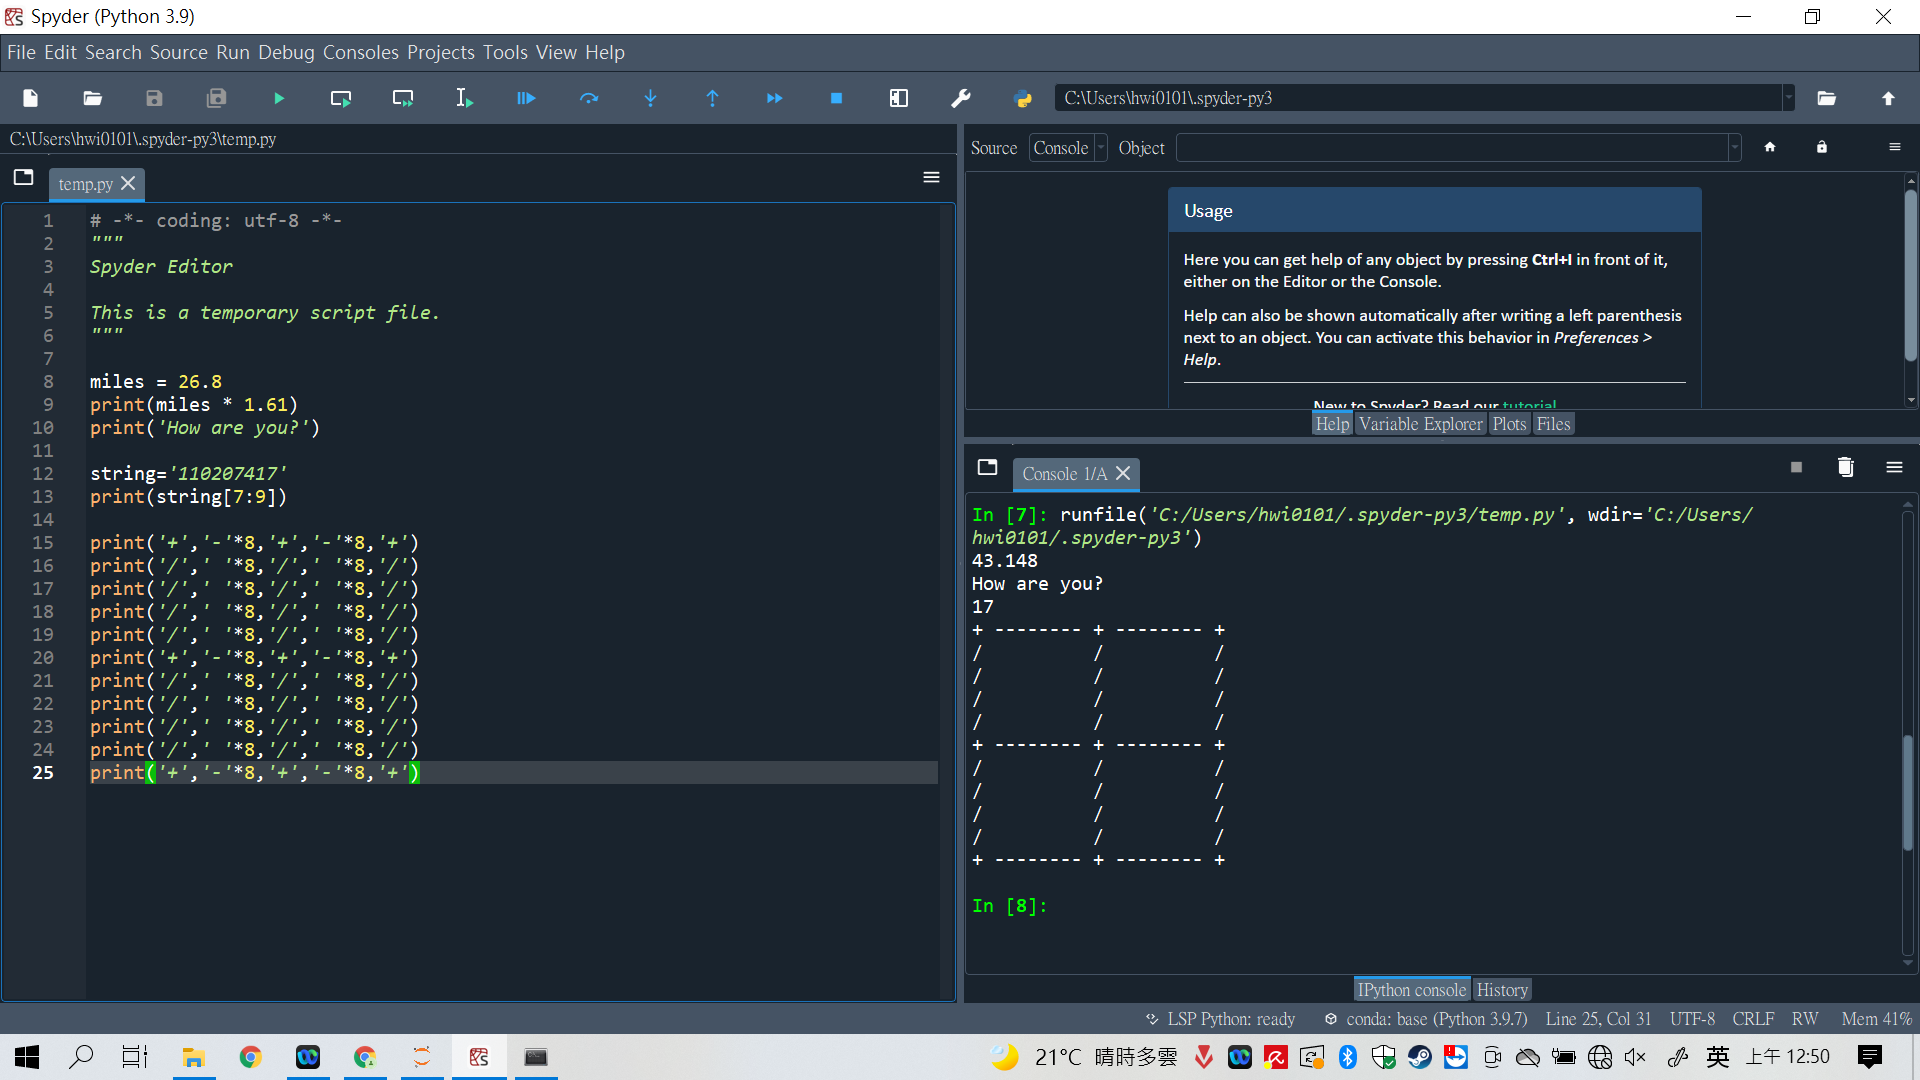 Spyder (Python 3.9)
File Edit Search Source Run Debug Consoles Projects Tools View Help
C:\Users\hwi0101\.spyder-py3
C:\Users\hwi0101\.spyder-py3\temp.py
temp.py
1 # -*- coding: utf-8 -*-
2 """
3 Spyder Editor
4
5 This is a temporary script file.
6 """
7
8 miles = 26.8
9 print(miles * 1.61)
10 print('How are you?')
11
12 string='110207417'
13 print(string[7:9])
14
15 print('+','-'*8,'+','-'*8,'+')
16 print('/',' '*8,'/',' '*8,'/')
17 print('/',' '*8,'/',' '*8,'/')
18 print('/',' '*8,'/',' '*8,'/')
19 print('/',' '*8,'/',' '*8,'/')
20 print('+','-'*8,'+','-'*8,'+')
21 print('/',' '*8,'/',' '*8,'/')
22 print('/',' '*8,'/',' '*8,'/')
23 print('/',' '*8,'/',' '*8,'/')
24 print('/',' '*8,'/',' '*8,'/')
25 print('+','-'*8,'+','-'*8,'+')
Source Console Object
Usage
Here you can get help of any object by pressing Ctrl+I in front of it,
either on the Editor or the Console.
Help can also be shown automatically after writing a left parenthesis
next to an object. You can activate this behavior in Preferences >
Help.
New to Spyder? Read our tutorial
Help Variable Explorer Plots Files
Console 1/A
In [7]: runfile('C:/Users/hwi0101/.spyder-py3/temp.py', wdir='C:/Users/
hwi0101/.spyder-py3')
43.148
How are you?
17
+ -------- + -------- +
/          /          /
/          /          /
/          /          /
/          /          /
+ -------- + -------- +
/          /          /
/          /          /
/          /          /
/          /          /
+ -------- + -------- +
In [8]:
IPython console History
LSP Python: ready conda: base (Python 3.9.7) Line 25, Col 31 UTF-8 CRLF RW Mem 41%
21°C 晴時多雲 英 上午 12:50